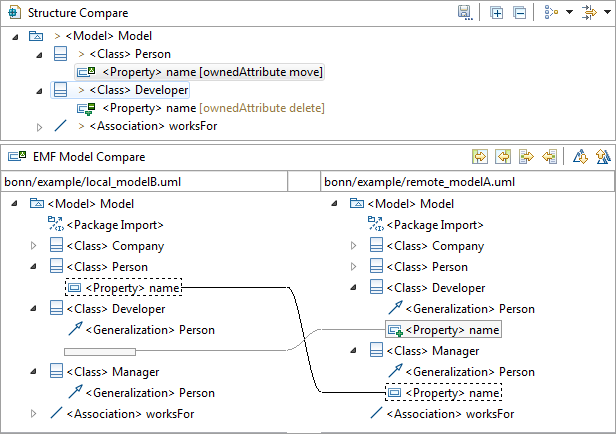 Structure Compare
> <Model> Model
> <Class> Person
<Property> name [ownedAttribute move]
> <Class> Developer
<Property> name [ownedAttribute delete]
> <Association> worksFor
EMF Model Compare
bonn/example/local_modelB.uml
<Model> Model
<Package Import>
<Class> Company
<Class> Person
<Property> name
<Class> Developer
<Generalization> Person
<Class> Manager
<Generalization> Person
<Association> worksFor
bonn/example/remote_modelA.uml
<Model> Model
<Package Import>
<Class> Company
<Class> Person
<Class> Developer
<Generalization> Person
<Property> name
<Class> Manager
<Generalization> Person
<Property> name
<Association> worksFor